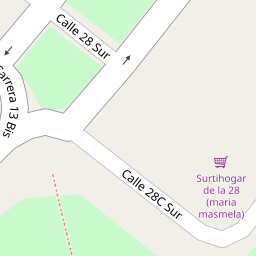 Calle 28 Sur
Carrera 13 Bis
Calle 28C Sur
Surtihogar
de la 28
(maria
masmela)